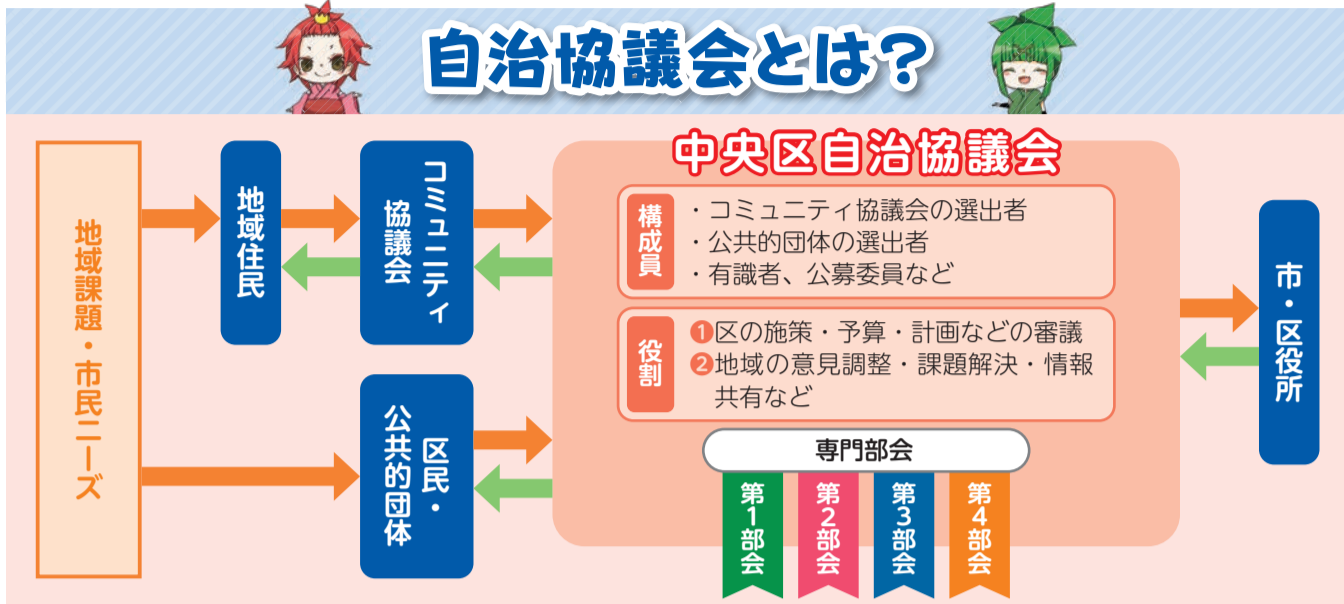 自治協議会とは?
地域課題・市民ニーズ
地域住民
コミュニティ
協議会
区民・
公共的団体
中央区自治協議会
構成員
・コミュニティ協議会の選出者
・公共的団体の選出者
・有識者、公募委員など
役割
❶区の施策・予算・計画などの審議
❷地域の意見調整・課題解決・情報
共有など
専門部会
第1部会
第2部会
第3部会
第4部会
市・区役所